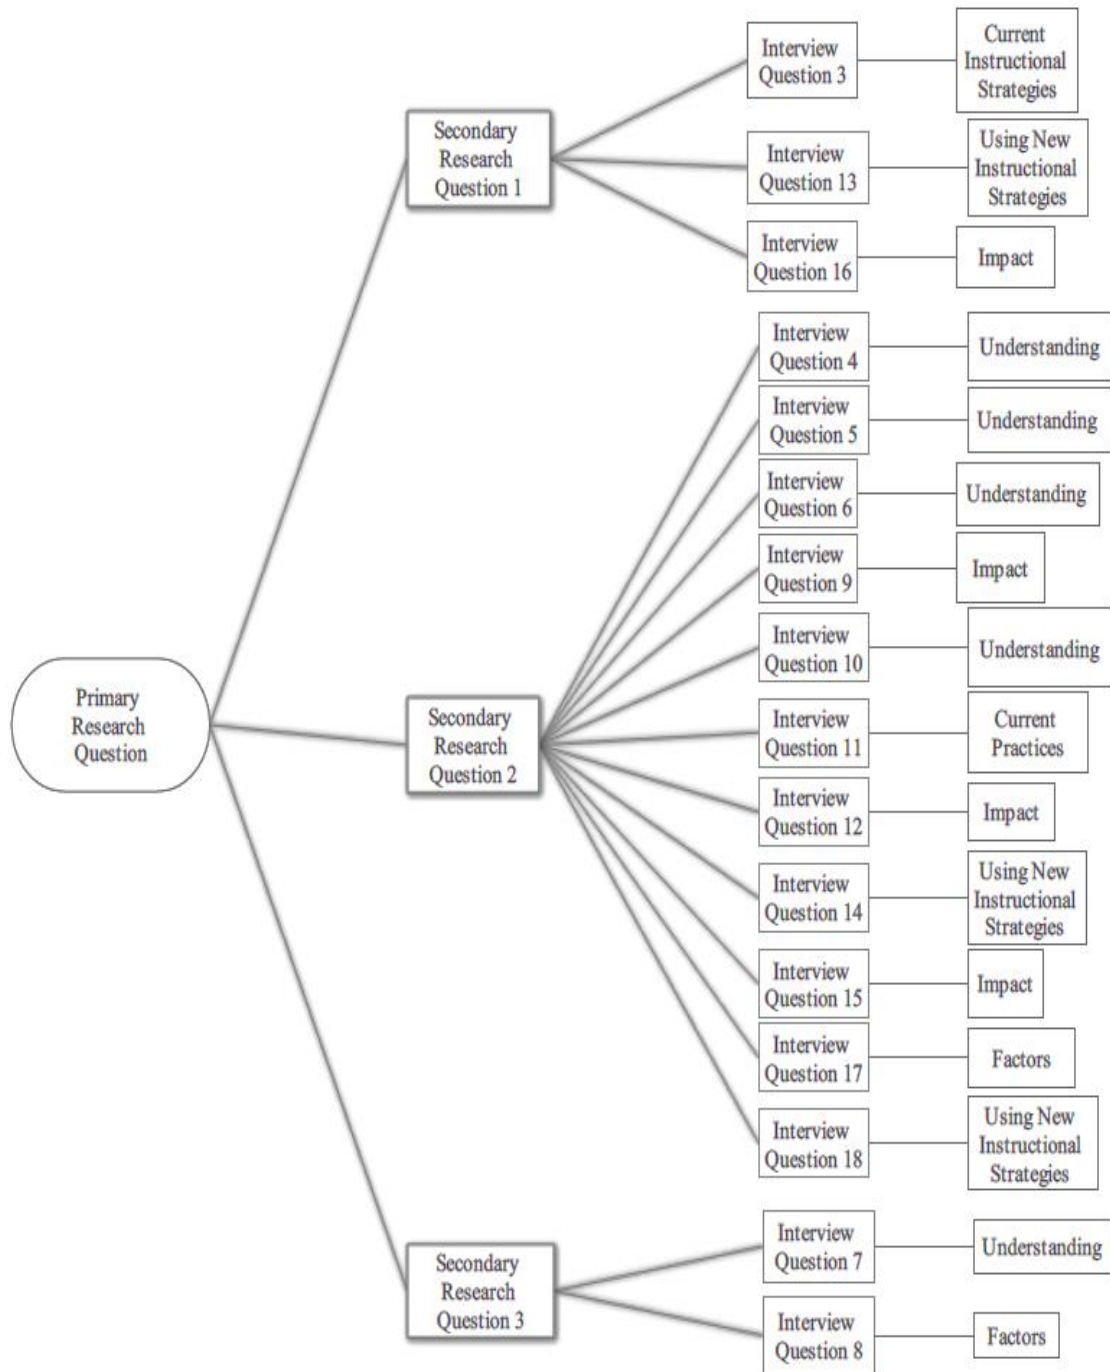 Primary
Research
Question
Secondary
Research
Question 1
Interview
Question 3
Current
Instructional
Strategies
Interview
Question 13
Using New
Instructional
Strategies
Interview
Question 16
Impact
Secondary
Research
Question 2
Interview
Question 4
Understanding
Interview
Question 5
Understanding
Interview
Question 6
Understanding
Interview
Question 9
Impact
Interview
Question 10
Understanding
Interview
Question 11
Current
Practices
Interview
Question 12
Impact
Interview
Question 14
Using New
Instructional
Strategies
Interview
Question 15
Impact
Interview
Question 17
Factors
Interview
Question 18
Using New
Instructional
Strategies
Secondary
Research
Question 3
Interview
Question 7
Understanding
Interview
Question 8
Factors